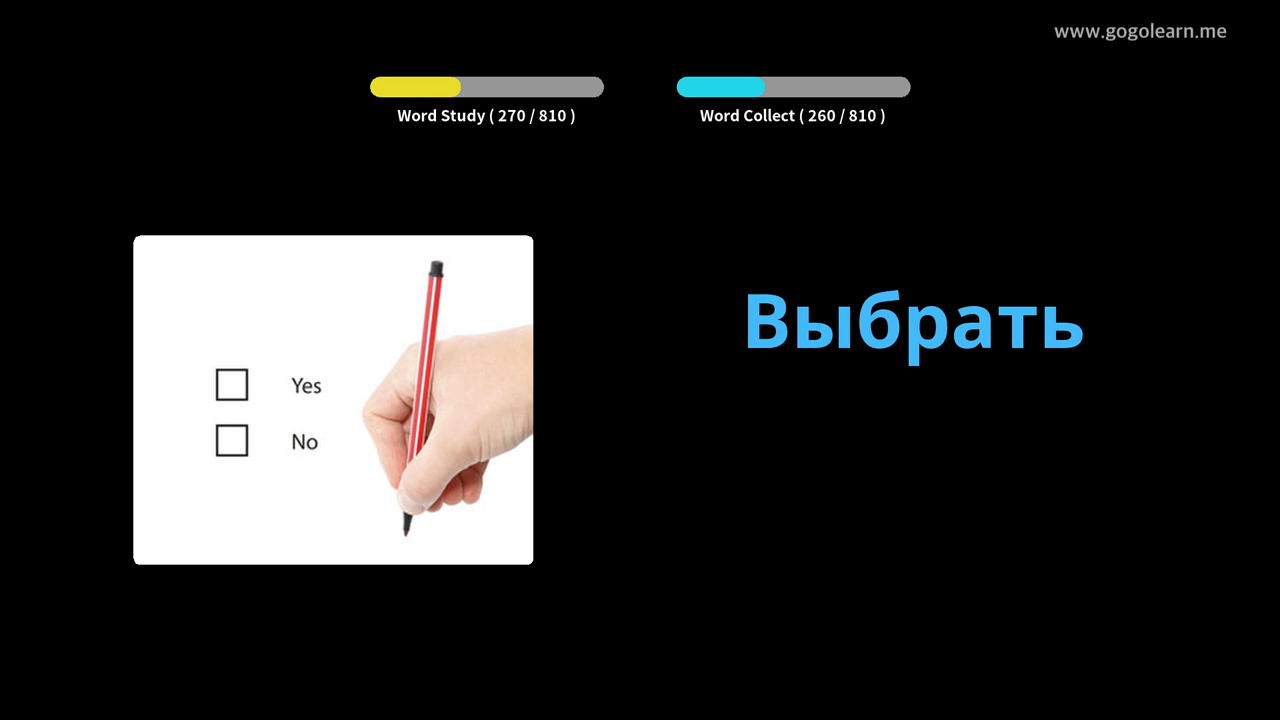 www.gogolearn.me
Word Study ( 270 / 810 )
Word Collect ( 260 / 810 )
Yes
No
Выбрать